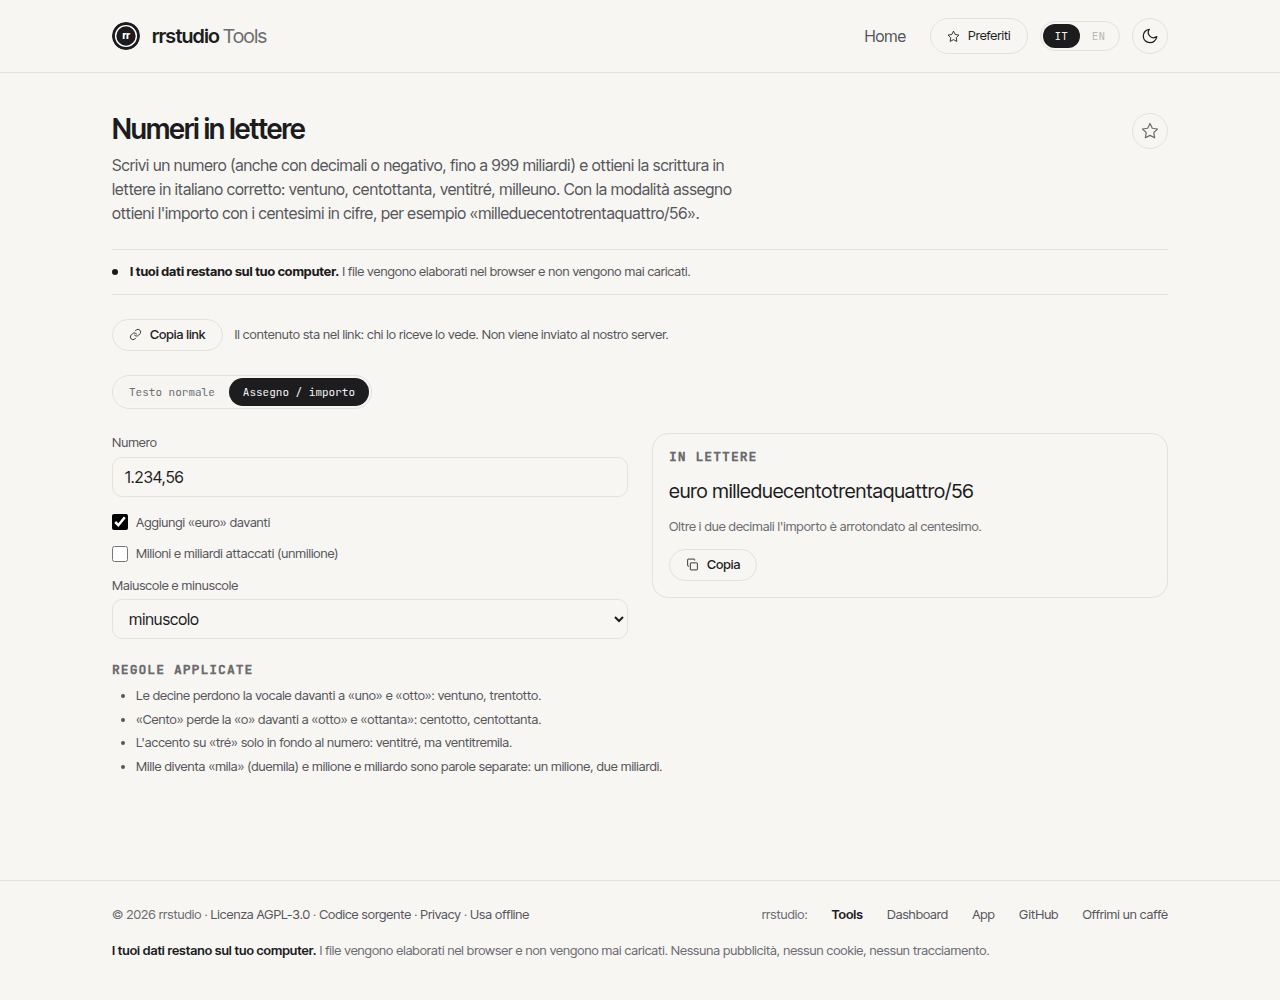 rr rrstudio Tools
Home
Preferiti
IT EN
Numeri in lettere
Scrivi un numero (anche con decimali o negativo, fino a 999 miliardi) e ottieni la scrittura in
lettere in italiano corretto: ventuno, centottanta, ventitré, milleuno. Con la modalità assegno
ottieni l'importo con i centesimi in cifre, per esempio «milleduecentotrentaquattro/56».
I tuoi dati restano sul tuo computer. I file vengono elaborati nel browser e non vengono mai caricati.
Copia link
Il contenuto sta nel link: chi lo riceve lo vede. Non viene inviato al nostro server.
Testo normale
Assegno / importo
Numero
1.234,56
Aggiungi «euro» davanti
Milioni e miliardi attaccati (unmilione)
Maiuscole e minuscole
minuscolo
IN LETTERE
euro milleduecentotrentaquattro/56
Oltre i due decimali l'importo è arrotondato al centesimo.
Copia
REGOLE APPLICATE
• Le decine perdono la vocale davanti a «uno» e «otto»: ventuno, trentotto.
• «Cento» perde la «o» davanti a «otto» e «ottanta»: centotto, centottanta.
• L'accento su «tré» solo in fondo al numero: ventitré, ma ventitremila.
• Mille diventa «mila» (duemila) e milione e miliardo sono parole separate: un milione, due miliardi.
© 2026 rrstudio · Licenza AGPL-3.0 · Codice sorgente · Privacy · Usa offline
rrstudio: Tools Dashboard App GitHub Offrimi un caffè
I tuoi dati restano sul tuo computer. I file vengono elaborati nel browser e non vengono mai caricati. Nessuna pubblicità, nessun cookie, nessun tracciamento.